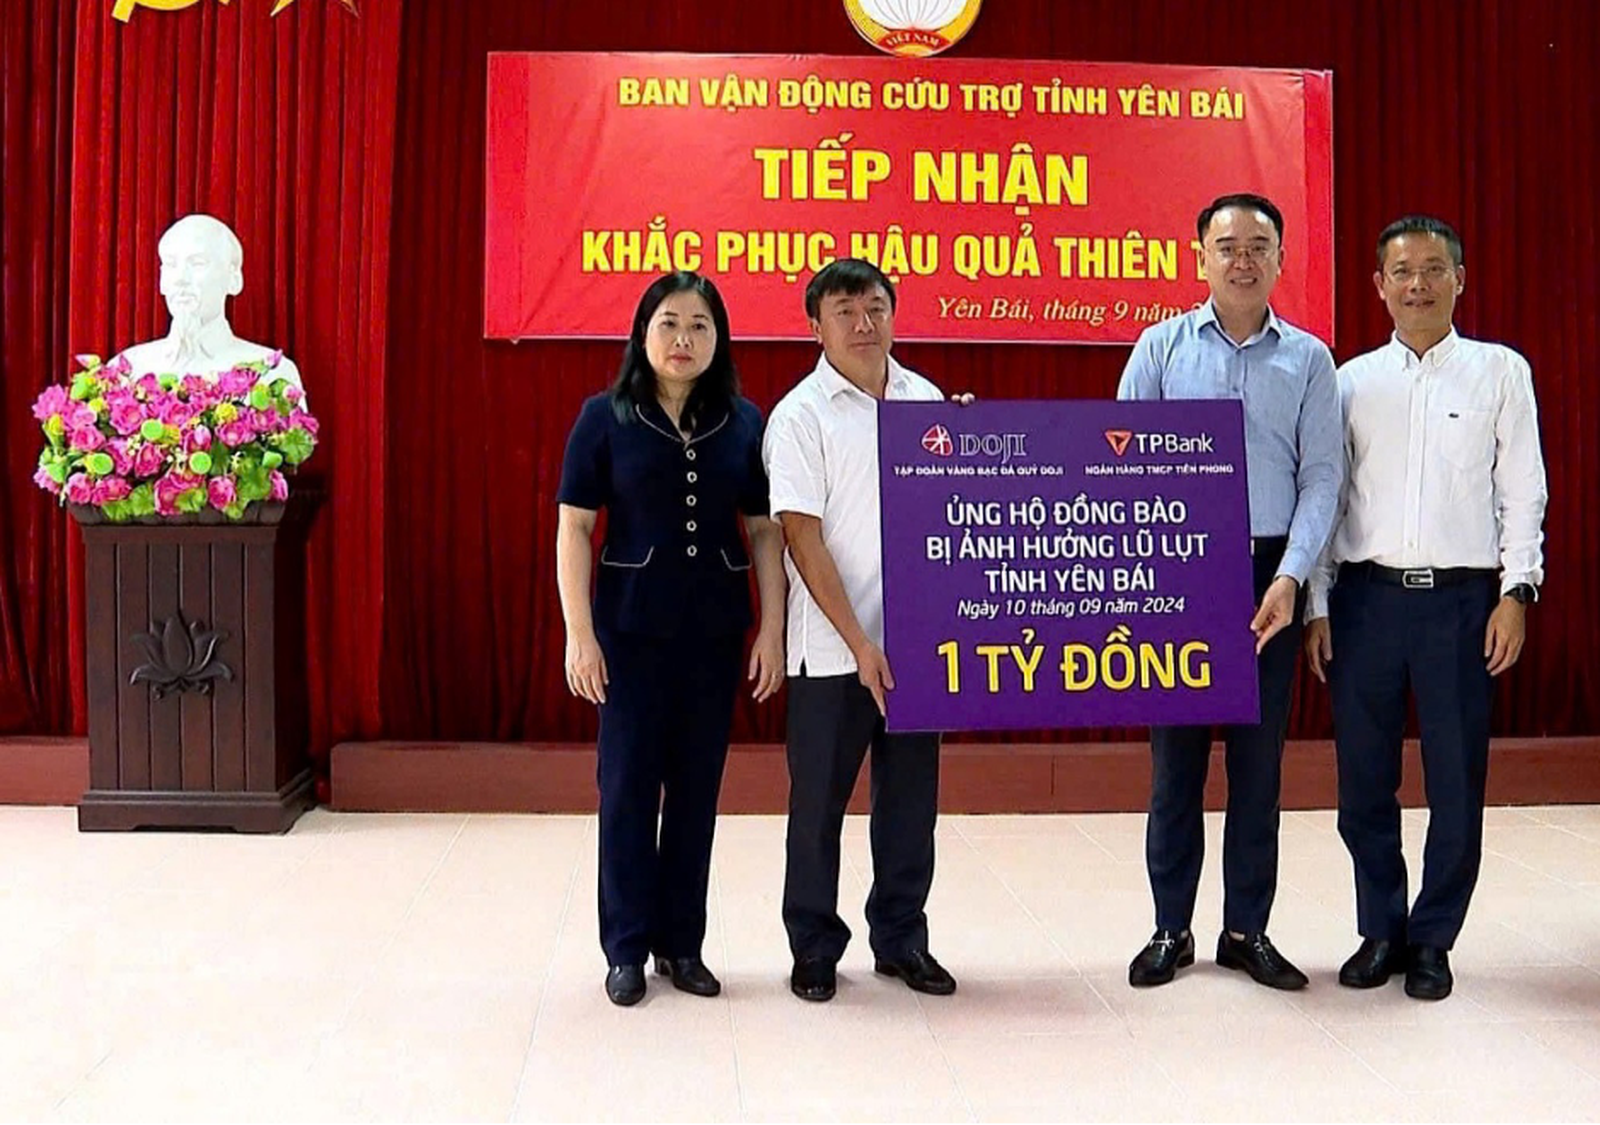 VIỆT NAM
BAN VẬN ĐỘNG CỨU TRỢ TỈNH YÊN BÁI
TIẾP NHẬN
KHẮC PHỤC HẬU QUẢ THIÊN
Yên Bái, tháng 9 năm
DOJI
TẬP ĐOÀN VÀNG BẠC ĐÁ QUÝ DOJI
TPBank
NGÂN HÀNG TMCP TIÊN PHONG
ỦNG HỘ ĐỒNG BÀO
BỊ ẢNH HƯỞNG LŨ LỤT
TỈNH YÊN BÁI
Ngày 10 tháng 09 năm 2024
1 TỶ ĐỒNG